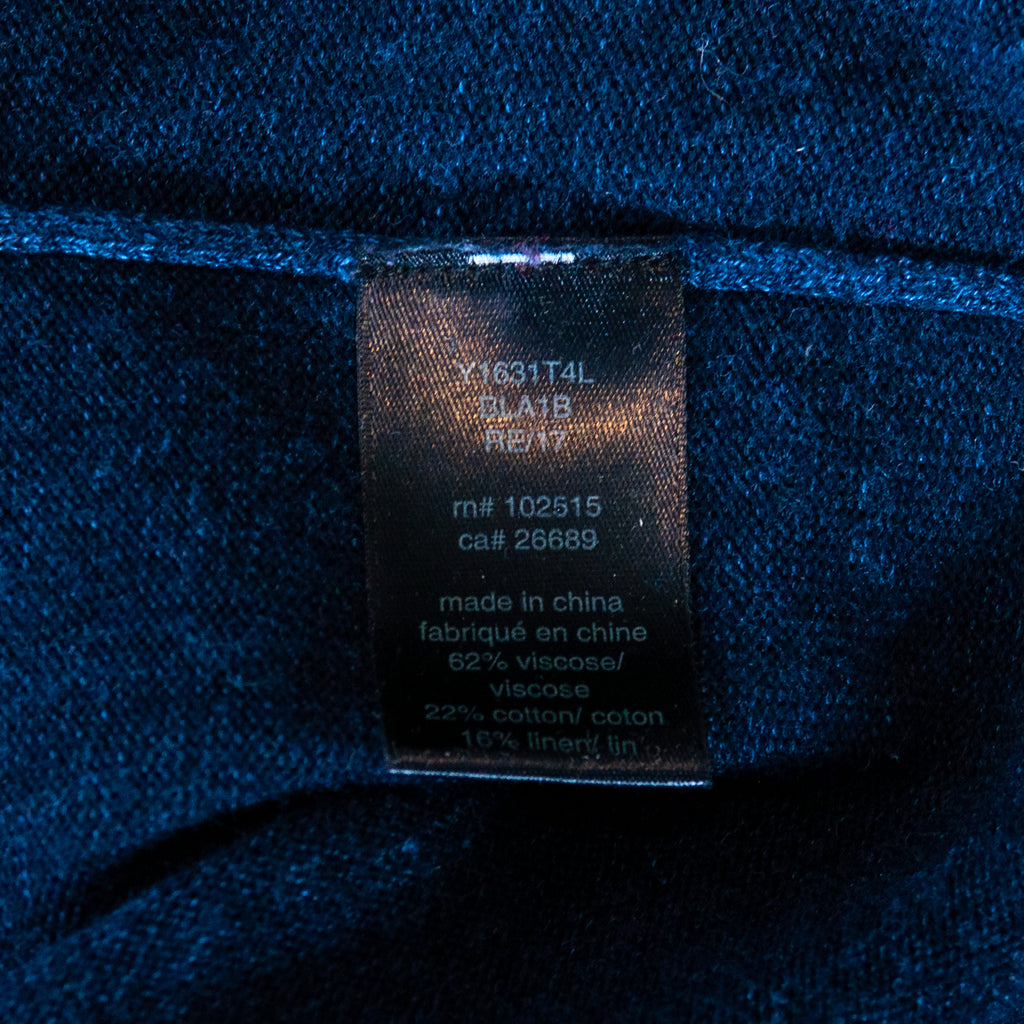 Y1631T4L
BLA1B
RE/17
rn# 102515
ca# 26689
made in china
fabriqué en chine
62% viscose/
viscose
22% cotton/ coton
16% linen/ lin